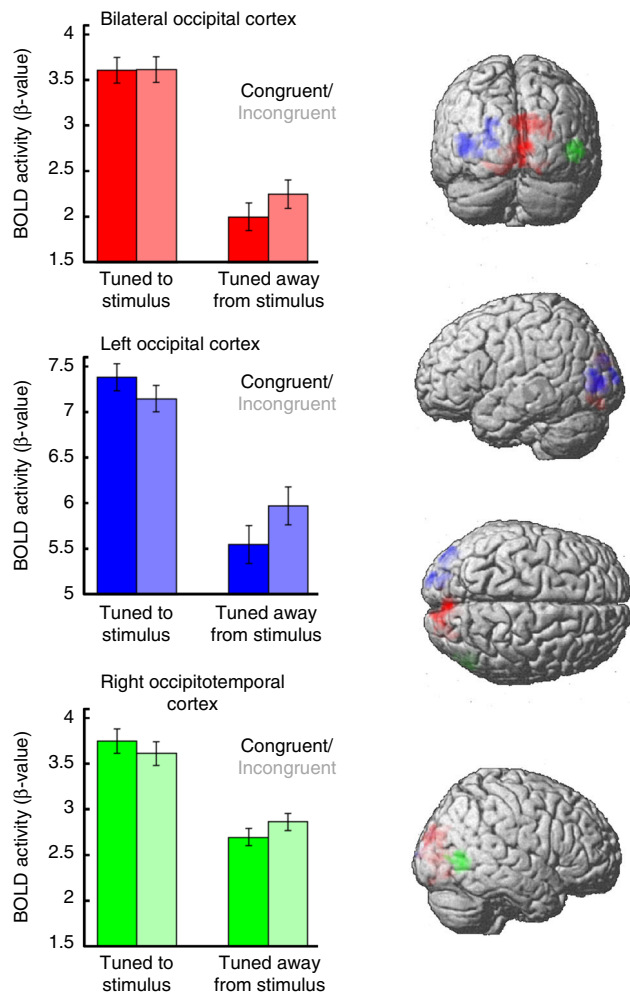 Bilateral occipital cortex
BOLD activity (β-value)
4
3.5
3
2.5
2
1.5
Congruent/
Incongruent
Tuned to
stimulus
Tuned away
from stimulus
Left occipital cortex
BOLD activity (β-value)
7.5
7
6.5
6
5.5
5
Congruent/
Incongruent
Tuned to
stimulus
Tuned away
from stimulus
Right occipitotemporal
cortex
BOLD activity (β-value)
4
3.5
3
2.5
2
1.5
Congruent/
Incongruent
Tuned to
stimulus
Tuned away
from stimulus